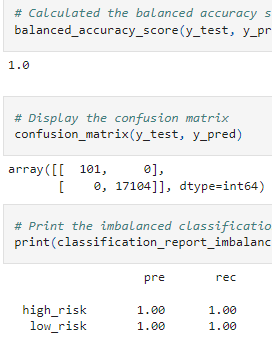 # Calculated the balanced accuracy s
balanced_accuracy_score(y_test, y_pr
1.0
# Display the confusion matrix
confusion_matrix(y_test, y_pred)
array([[  101,     0],
       [    0, 17104]], dtype=int64)
# Print the imbalanced classificatio
print(classification_report_imbalanc
pre       rec
high_risk       1.00      1.00
low_risk       1.00      1.00